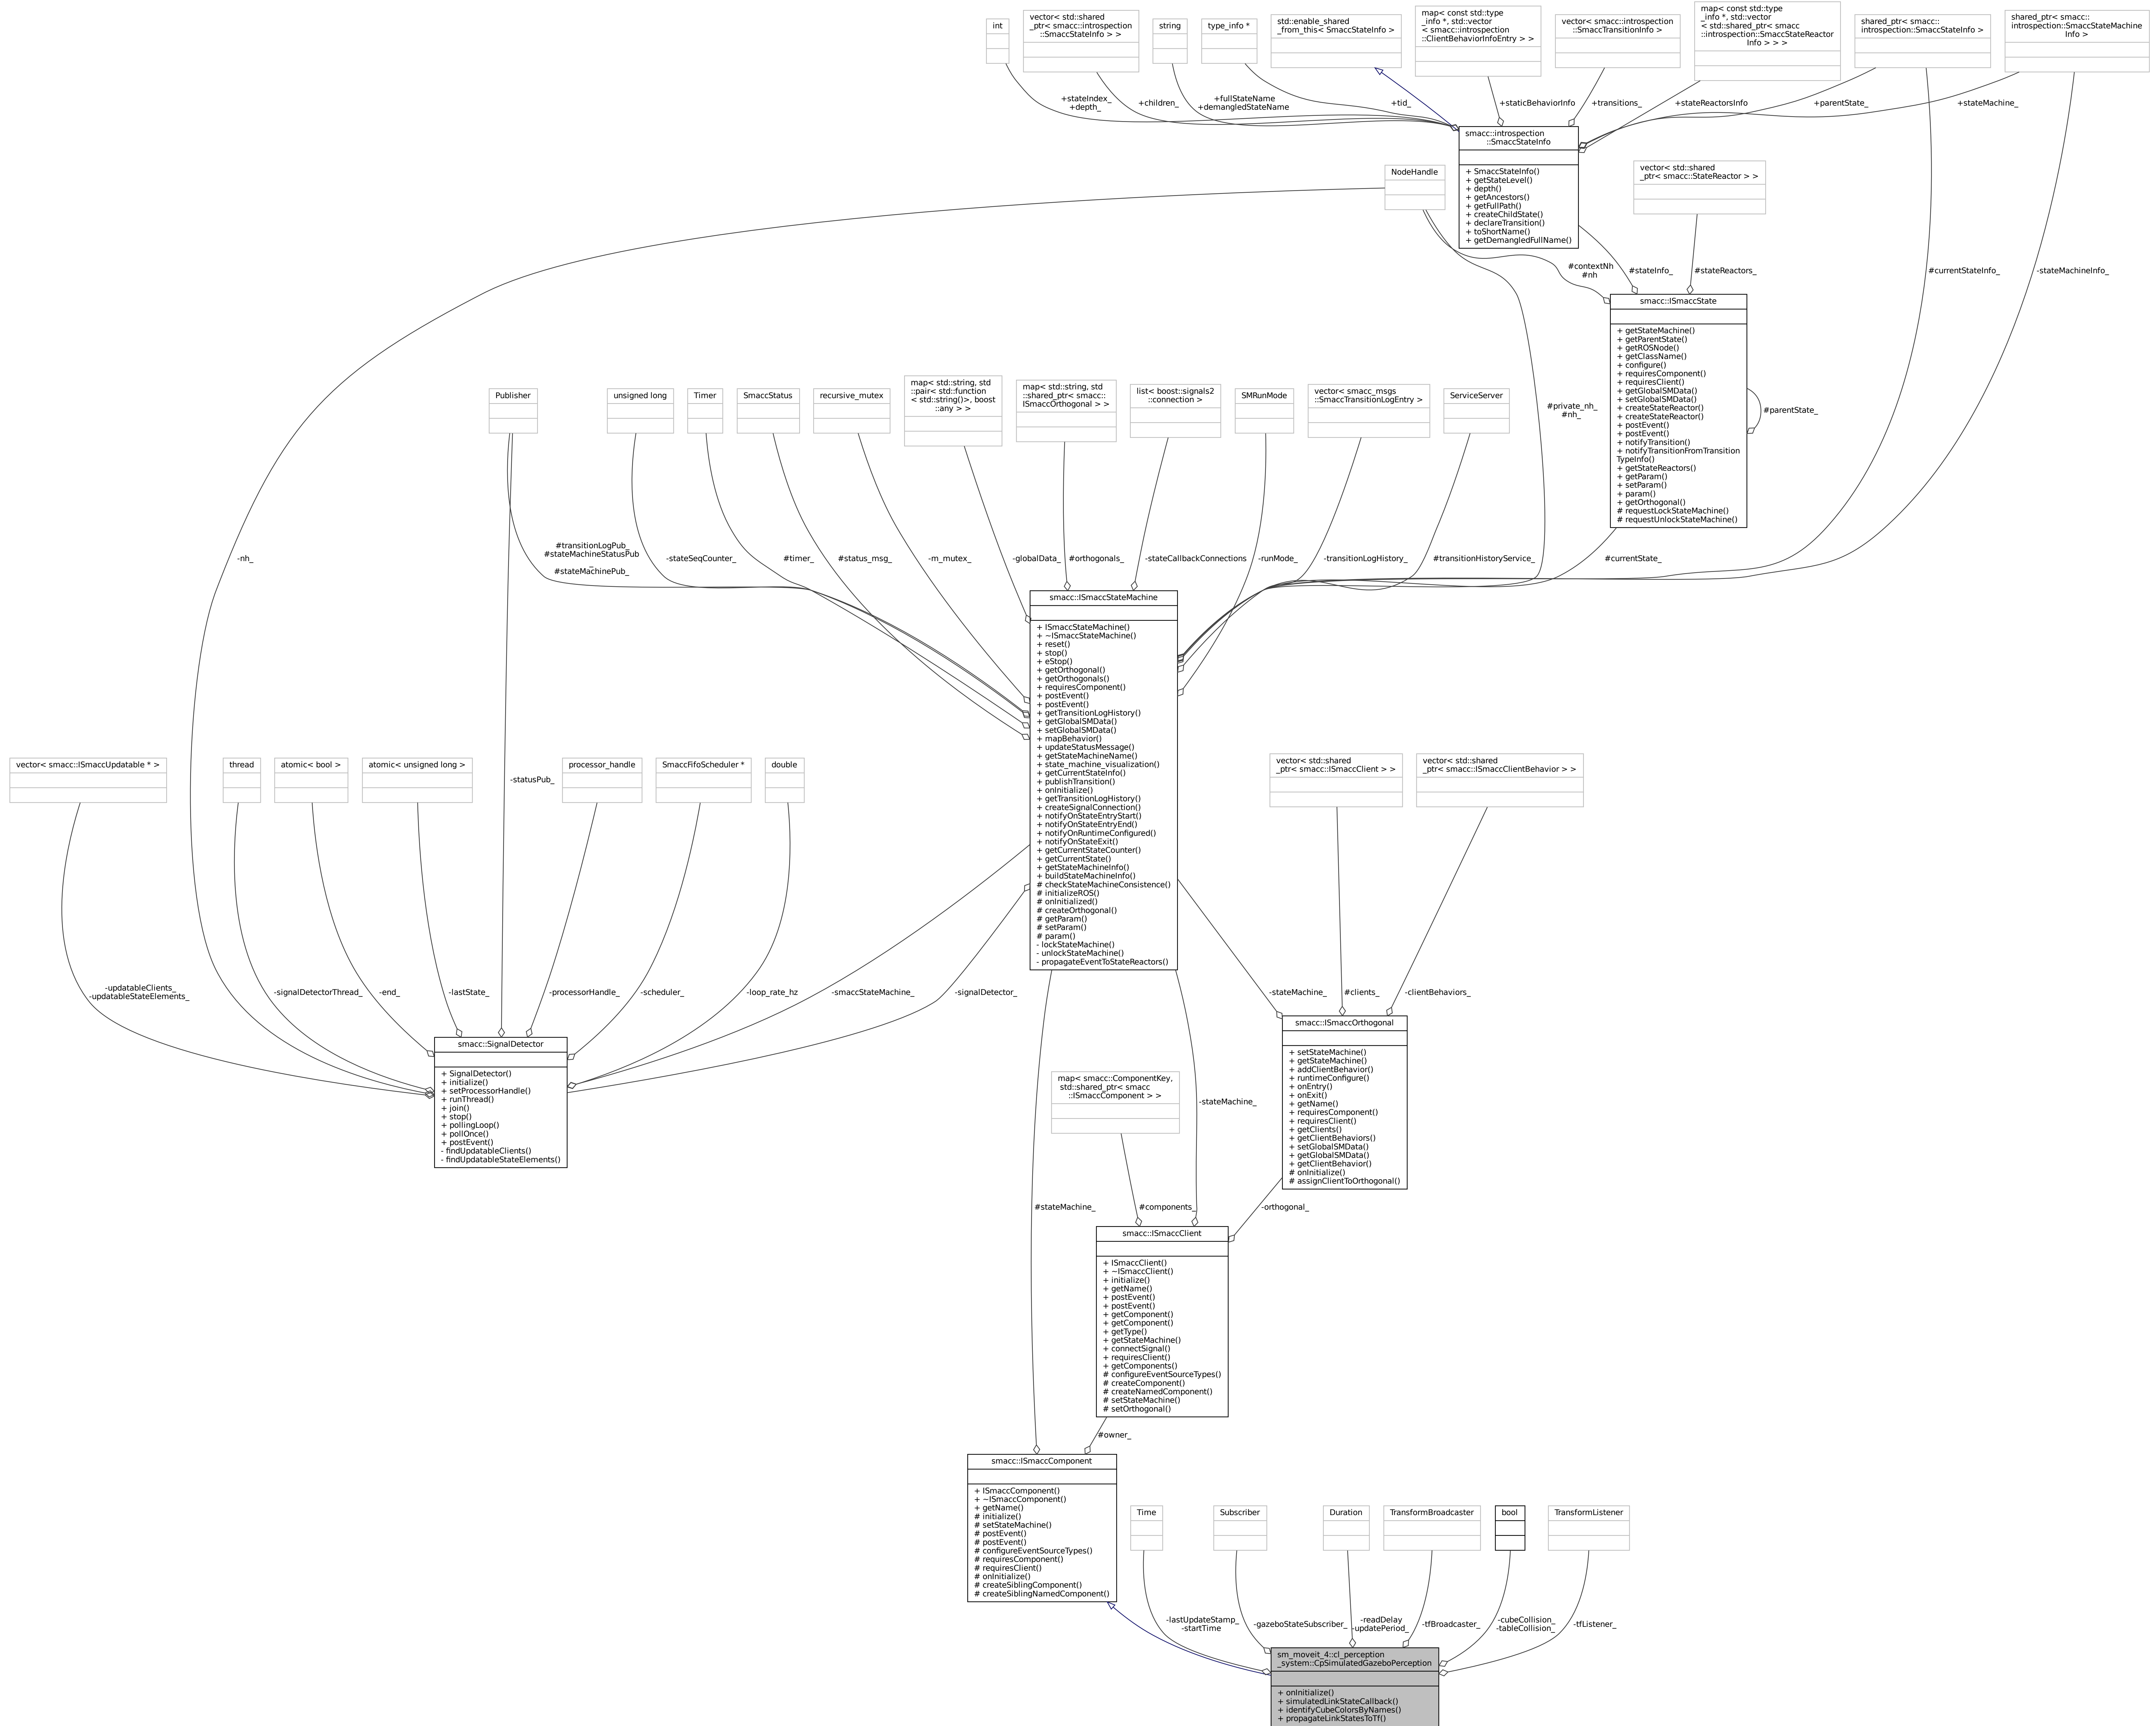 int
vector< std::shared
_ptr< smacc::introspection
::SmaccStateInfo > >
string
type_info *
std::enable_shared
_from_this< SmaccStateInfo >
map< const std::type
_info *, std::vector
< smacc::introspection
::ClientBehaviorInfoEntry > >
vector< smacc::introspection
::SmaccTransitionInfo >
map< const std::type
_info *, std::vector
< std::shared_ptr< smacc
::introspection::SmaccStateReactor
Info > > >
shared_ptr< smacc::
introspection::SmaccStateInfo >
shared_ptr< smacc::
introspection::SmaccStateMachine
Info >
+stateIndex_
+depth_
+children_
+fullStateName
+demangledStateName
+tid_
+staticBehaviorInfo
+transitions_
+stateReactorsInfo
+parentState_
+stateMachine_
smacc::introspection
::SmaccStateInfo
+ SmaccStateInfo()
+ getStateLevel()
+ depth()
+ getAncestors()
+ getFullPath()
+ createChildState()
+ declareTransition()
+ toShortName()
+ getDemangledFullName()
NodeHandle
vector< std::shared
_ptr< smacc::StateReactor > >
#contextNh
#nh
#stateInfo_
#stateReactors_
#currentStateInfo_
-stateMachineInfo_
smacc::ISmaccState
+ getStateMachine()
+ getParentState()
+ getROSNode()
+ getClassName()
+ configure()
+ requiresComponent()
+ requiresClient()
+ getGlobalSMData()
+ setGlobalSMData()
+ createStateReactor()
+ createStateReactor()
+ postEvent()
+ postEvent()
+ notifyTransition()
+ notifyTransitionFromTransition
TypeInfo()
+ getStateReactors()
+ getParam()
+ setParam()
+ param()
+ getOrthogonal()
# requestLockStateMachine()
# requestUnlockStateMachine()
#parentState_
Publisher
unsigned long
Timer
SmaccStatus
recursive_mutex
map< std::string, std
::pair< std::function
< std::string()>, boost
::any > >
map< std::string, std
::shared_ptr< smacc::
ISmaccOrthogonal > >
list< boost::signals2
::connection >
SMRunMode
vector< smacc_msgs
::SmaccTransitionLogEntry >
ServiceServer
#private_nh_
#nh_
-nh_
#transitionLogPub_
#stateMachineStatusPub
_
#stateMachinePub_
-stateSeqCounter_
#timer_
#status_msg_
-m_mutex_
-globalData_
#orthogonals_
-stateCallbackConnections
-runMode_
-transitionLogHistory_
#transitionHistoryService_
#currentState_
smacc::ISmaccStateMachine
+ ISmaccStateMachine()
+ ~ISmaccStateMachine()
+ reset()
+ stop()
+ eStop()
+ getOrthogonal()
+ getOrthogonals()
+ requiresComponent()
+ postEvent()
+ postEvent()
+ getTransitionLogHistory()
+ getGlobalSMData()
+ setGlobalSMData()
+ mapBehavior()
+ updateStatusMessage()
+ getStateMachineName()
+ state_machine_visualization()
+ getCurrentStateInfo()
+ publishTransition()
+ onInitialize()
+ getTransitionLogHistory()
+ createSignalConnection()
+ notifyOnStateEntryStart()
+ notifyOnStateEntryEnd()
+ notifyOnRuntimeConfigured()
+ notifyOnStateExit()
+ getCurrentStateCounter()
+ getCurrentState()
+ getStateMachineInfo()
+ buildStateMachineInfo()
# checkStateMachineConsistence()
# initializeROS()
# onInitialized()
# createOrthogonal()
# getParam()
# setParam()
# param()
- lockStateMachine()
- unlockStateMachine()
- propagateEventToStateReactors()
vector< smacc::ISmaccUpdatable * >
thread
atomic< bool >
atomic< unsigned long >
-statusPub_
processor_handle
SmaccFifoScheduler *
double
vector< std::shared
_ptr< smacc::ISmaccClient > >
vector< std::shared
_ptr< smacc::ISmaccClientBehavior > >
-updatableClients_
-updatableStateElements_
-signalDetectorThread_
-end_
-lastState_
-processorHandle_
-scheduler_
-loop_rate_hz
-smaccStateMachine_
-signalDetector_
-stateMachine_
#clients_
-clientBehaviors_
smacc::SignalDetector
+ SignalDetector()
+ initialize()
+ setProcessorHandle()
+ runThread()
+ join()
+ stop()
+ pollingLoop()
+ pollOnce()
+ postEvent()
- findUpdatableClients()
- findUpdatableStateElements()
smacc::ISmaccOrthogonal
+ setStateMachine()
+ getStateMachine()
+ addClientBehavior()
+ runtimeConfigure()
+ onEntry()
+ onExit()
+ getName()
+ requiresComponent()
+ requiresClient()
+ getClients()
+ getClientBehaviors()
+ setGlobalSMData()
+ getGlobalSMData()
+ getClientBehavior()
# onInitialize()
# assignClientToOrthogonal()
map< smacc::ComponentKey,
std::shared_ptr< smacc
::ISmaccComponent > >
-stateMachine_
#stateMachine_
#components_
-orthogonal_
smacc::ISmaccClient
+ ISmaccClient()
+ ~ISmaccClient()
+ initialize()
+ getName()
+ postEvent()
+ postEvent()
+ getComponent()
+ getComponent()
+ getType()
+ getStateMachine()
+ connectSignal()
+ requiresClient()
+ getComponents()
# configureEventSourceTypes()
# createComponent()
# createNamedComponent()
# setStateMachine()
# setOrthogonal()
#owner_
smacc::ISmaccComponent
+ ISmaccComponent()
+ ~ISmaccComponent()
+ getName()
# initialize()
# setStateMachine()
# postEvent()
# postEvent()
# configureEventSourceTypes()
# requiresComponent()
# requiresClient()
# onInitialize()
# createSiblingComponent()
# createSiblingNamedComponent()
Time
Subscriber
Duration
TransformBroadcaster
bool
TransformListener
-lastUpdateStamp_
-startTime
-gazeboStateSubscriber_
-readDelay
-updatePeriod_
-tfBroadcaster_
-cubeCollision_
-tableCollision_
-tfListener_
sm_moveit_4::cl_perception
_system::CpSimulatedGazeboPerception
+ onInitialize()
+ simulatedLinkStateCallback()
+ identifyCubeColorsByNames()
+ propagateLinkStatesToTf()